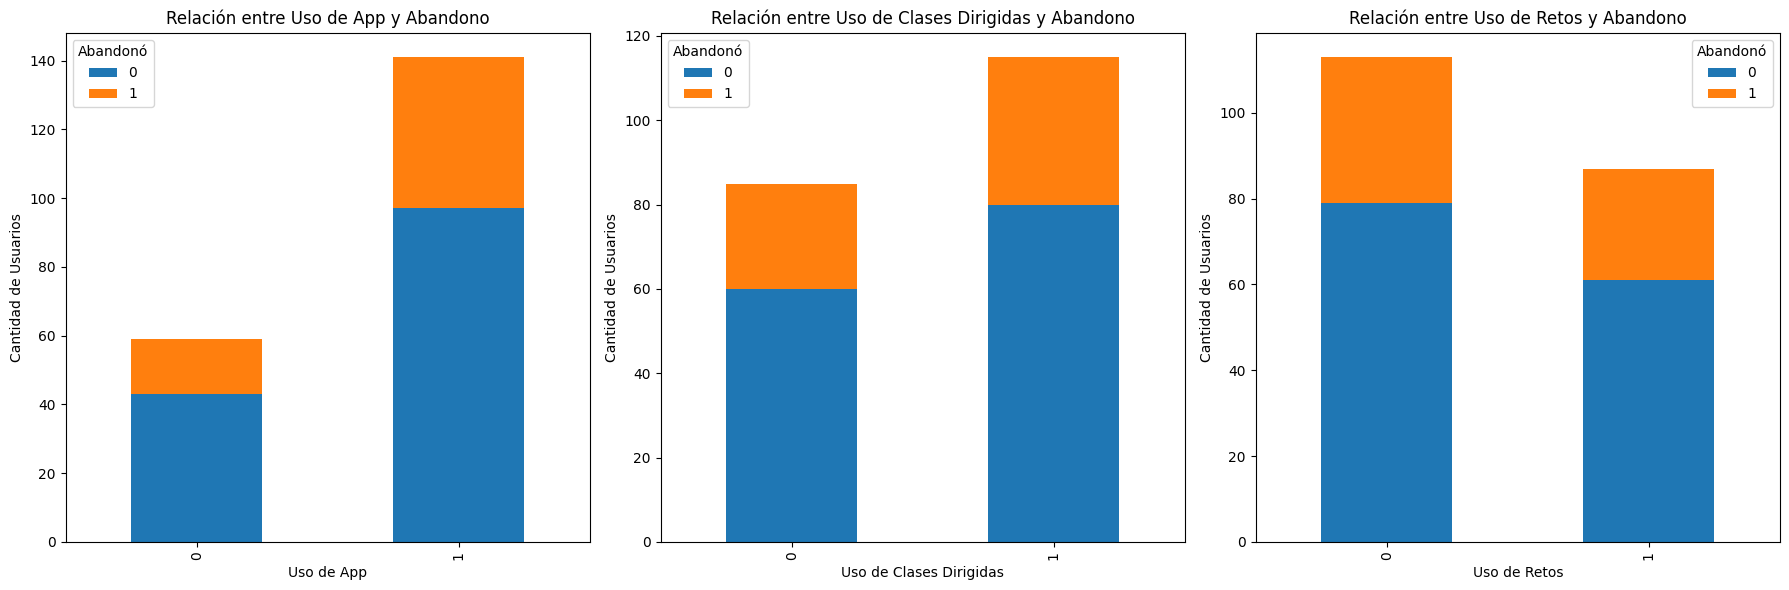 Relación entre Uso de App y Abandono
Abandonó
0
1
140
120
100
80
60
40
20
0
Cantidad de Usuarios
0
1
Uso de App
Relación entre Uso de Clases Dirigidas y Abandono
Abandonó
0
1
120
100
80
60
40
20
0
Cantidad de Usuarios
0
1
Uso de Clases Dirigidas
Relación entre Uso de Retos y Abandono
Abandonó
0
1
100
80
60
40
20
0
Cantidad de Usuarios
0
1
Uso de Retos